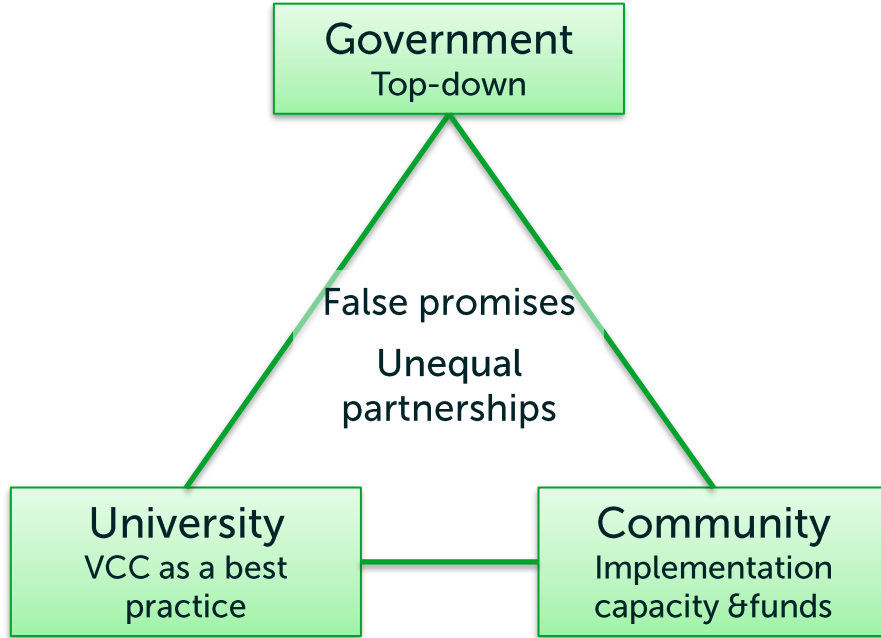 Government
Top-down
False promises
Unequal
partnerships
University
VCC as a best
practice
Community
Implementation
capacity &funds